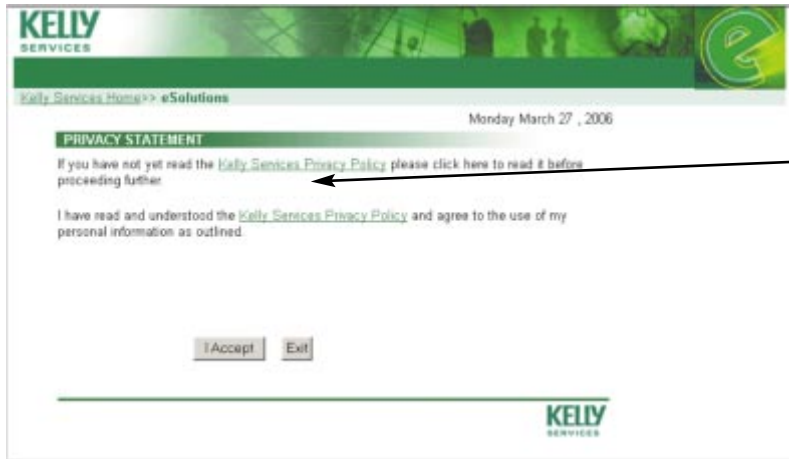 KELLY
SERVICES
e
Kelly Services Home>> eSolutions
Monday March 27 , 2006
PRIVACY STATEMENT
If you have not yet read the Kelly Services Privacy Policy please click here to read it before
proceeding further.
I have read and understood the Kelly Services Privacy Policy and agree to the use of my
personal information as outlined.
I Accept Exit
KELLY
SERVICES